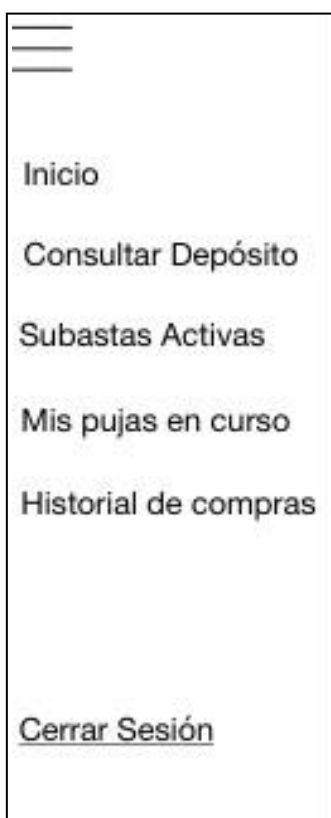 Inicio
Consultar Depósito
Subastas Activas
Mis pujas en curso
Historial de compras
Cerrar Sesión